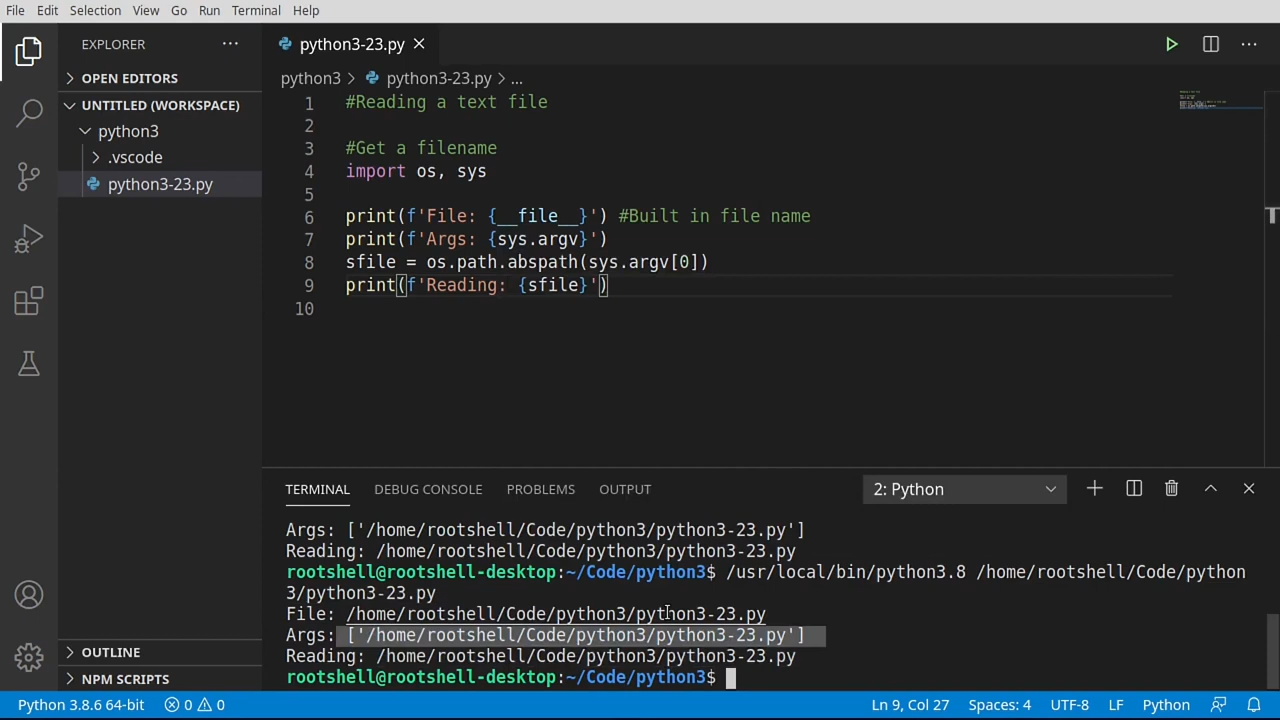 File Edit Selection View Go Run Terminal Help
EXPLORER
OPEN EDITORS
UNTITLED (WORKSPACE)
python3
.vscode
python3-23.py
OUTLINE
NPM SCRIPTS
python3-23.py
python3 > python3-23.py > ...
1 #Reading a text file
2
3 #Get a filename
4 import os, sys
5
6 print(f'File: {__file__}') #Built in file name
7 print(f'Args: {sys.argv}')
8 sfile = os.path.abspath(sys.argv[0])
9 print(f'Reading: {sfile}')
10
TERMINAL DEBUG CONSOLE PROBLEMS OUTPUT 2: Python
Args: ['/home/rootshell/Code/python3/python3-23.py']
Reading: /home/rootshell/Code/python3/python3-23.py
rootshell@rootshell-desktop:~/Code/python3$ /usr/local/bin/python3.8 /home/rootshell/Code/python
3/python3-23.py
File: /home/rootshell/Code/python3/python3-23.py
Args: ['/home/rootshell/Code/python3/python3-23.py']
Reading: /home/rootshell/Code/python3/python3-23.py
rootshell@rootshell-desktop:~/Code/python3$
Python 3.8.6 64-bit 0 0 Ln 9, Col 27 Spaces: 4 UTF-8 LF Python